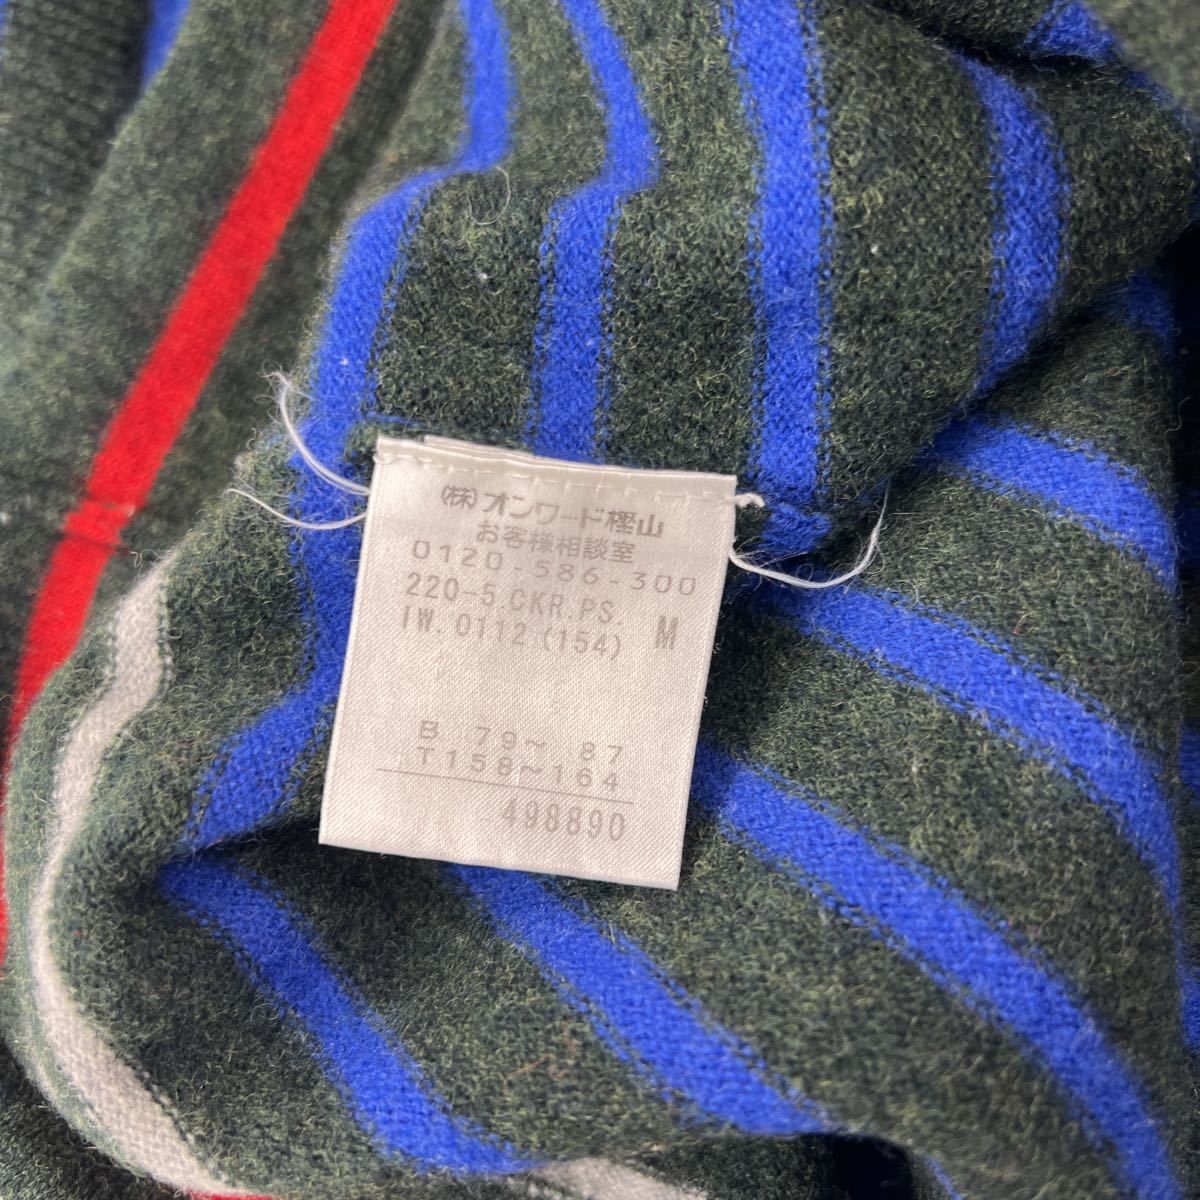 (株)オンワード樫山
お客様相談室
0120-586-300
220-5.CKR.PS. M
IW.0112(154)
B 79〜 87
T158〜164
498890